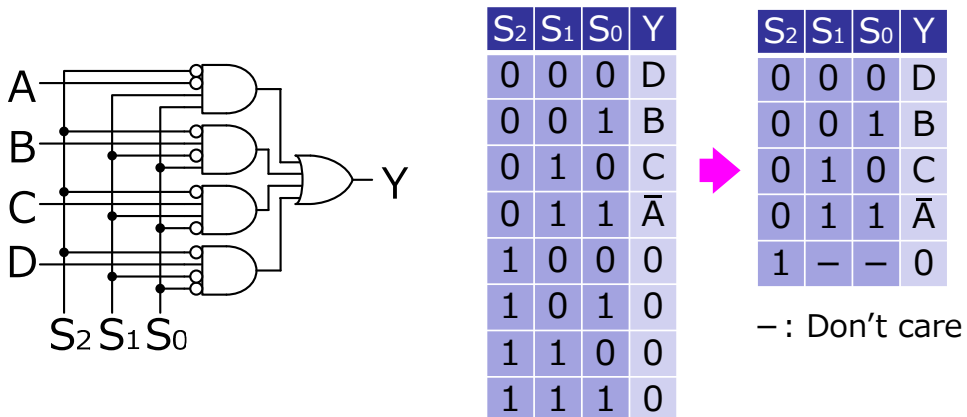 A
B
C
D
Y
S₂ S₁ S₀
S₂ S₁ S₀ Y
0 0 0 D
0 0 1 B
0 1 0 C
0 1 1 A̅
1 0 0 0
1 0 1 0
1 1 0 0
1 1 1 0
S₂ S₁ S₀ Y
0 0 0 D
0 0 1 B
0 1 0 C
0 1 1 A̅
1 – – 0
– : Don't care